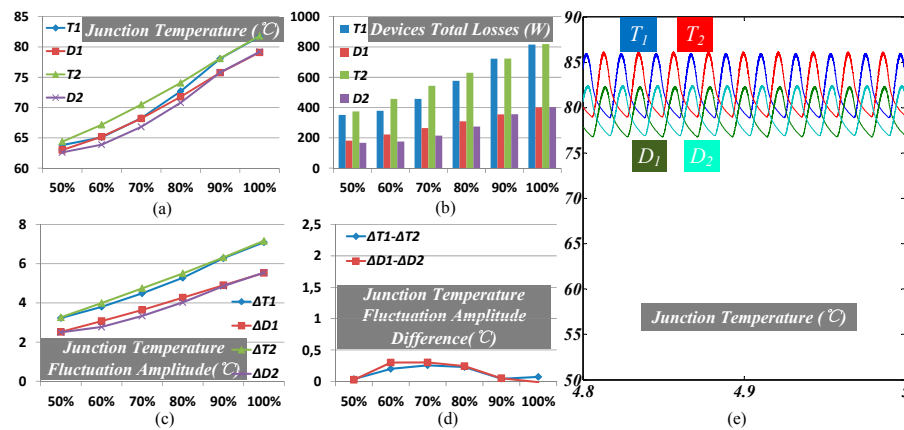 Junction Temperature (℃)
T1
D1
T2
D2
85
80
75
70
65
60
50% 60% 70% 80% 90% 100%
(a)
Devices Total Losses (W)
T1
D1
T2
D2
1000
800
600
400
200
0
50% 60% 70% 80% 90% 100%
(b)
8
6
4
2
0
ΔT1
ΔD1
ΔT2
ΔD2
Junction Temperature
Fluctuation Amplitude(℃)
50% 60% 70% 80% 90% 100%
(c)
2,5
2
1,5
1
0,5
0
ΔT1-ΔT2
ΔD1-ΔD2
Junction Temperature
Fluctuation Amplitude
Difference(℃)
50% 60% 70% 80% 90% 100%
(d)
90
85
80
75
70
65
60
55
50
T1 T2
D1 D2
Junction Temperature (℃)
4.8 4.9 5
(e)